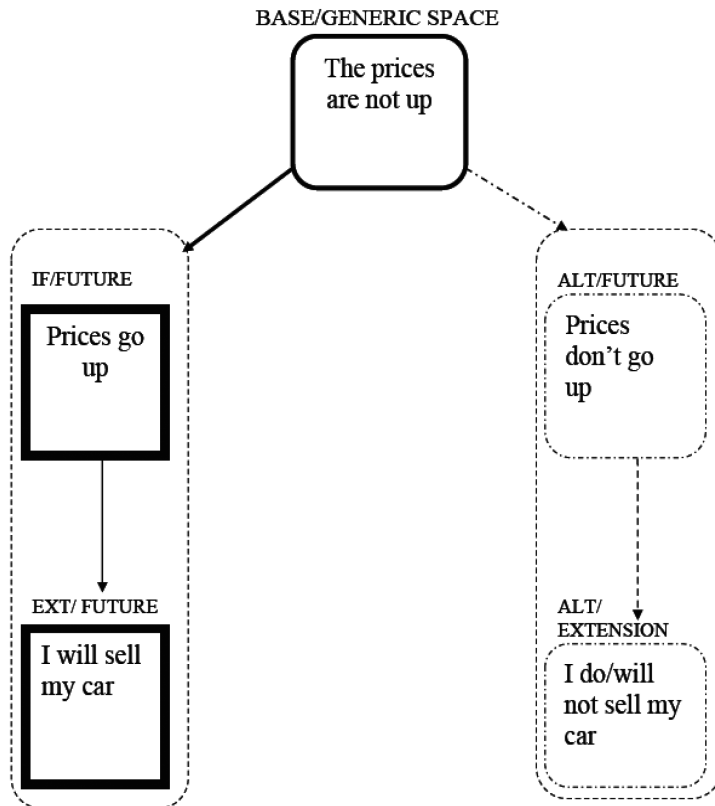 BASE/GENERIC SPACE
The prices
are not up
IF/FUTURE
Prices go
up
EXT/ FUTURE
I will sell
my car
ALT/FUTURE
Prices
don’t go
up
ALT/
EXTENSION
I do/will
not sell my
car